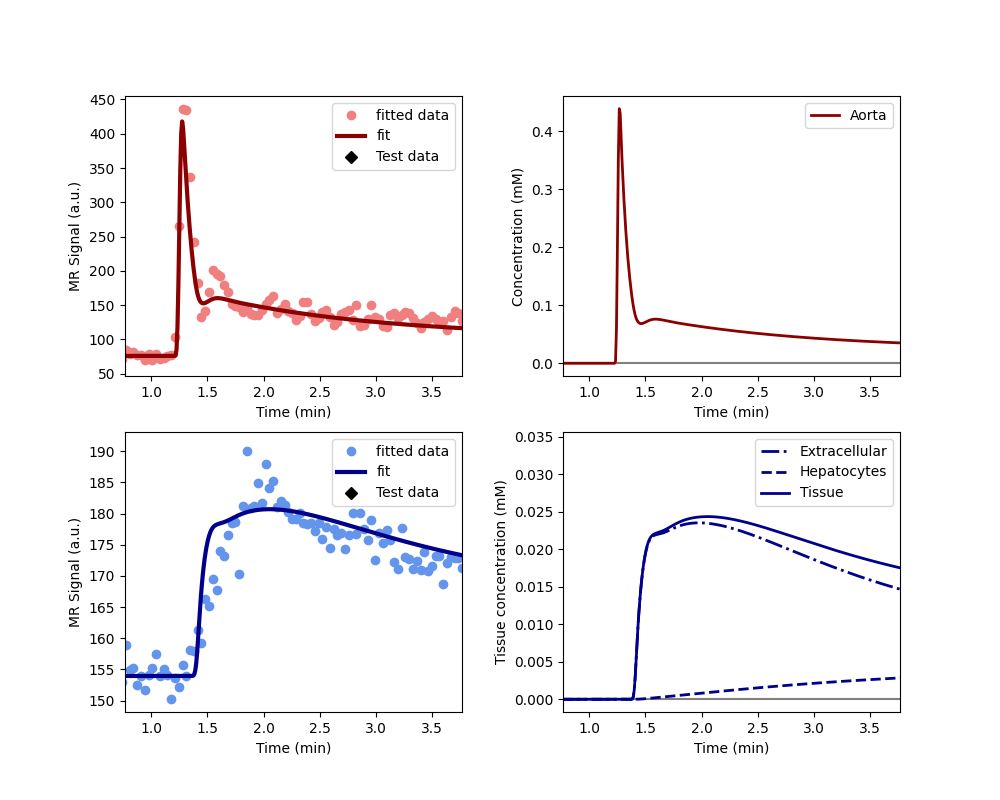 MR Signal (a.u.)
450
400
350
300
250
200
150
100
50
fitted data
fit
Test data
1.0 1.5 2.0 2.5 3.0 3.5
Time (min)
Concentration (mM)
0.4
0.3
0.2
0.1
0.0
Aorta
1.0 1.5 2.0 2.5 3.0 3.5
Time (min)
MR Signal (a.u.)
190
185
180
175
170
165
160
155
150
fitted data
fit
Test data
1.0 1.5 2.0 2.5 3.0 3.5
Time (min)
Tissue concentration (mM)
0.035
0.030
0.025
0.020
0.015
0.010
0.005
0.000
Extracellular
Hepatocytes
Tissue
1.0 1.5 2.0 2.5 3.0 3.5
Time (min)